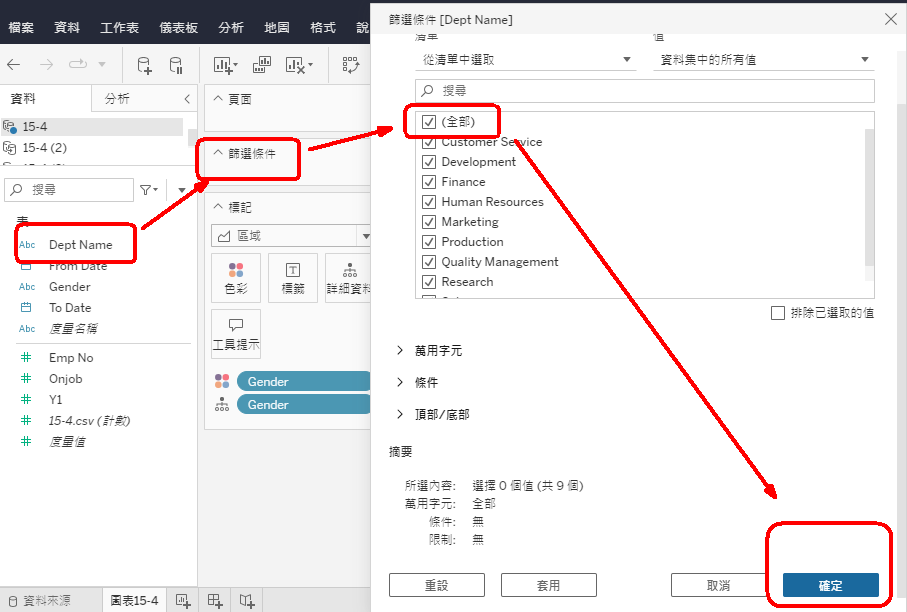 檔案 資料 工作表 儀表板 分析 地圖 格式 說
資料 分析
15-4
15-4 (2)
搜尋
Abc Dept Name
From Date
Abc Gender
To Date
Abc 度量名稱
Emp No
Onjob
Y1
15-4.csv (計數)
度量值
頁面
篩選條件
標記
區域
色彩 標籤 詳細資料
工具提示
Gender
Gender
篩選條件 [Dept Name]
清單 值
從清單中選取 資料集中的所有值
搜尋
(全部)
Customer Service
Development
Finance
Human Resources
Marketing
Production
Quality Management
Research
排除已選取的值
萬用字元
條件
頂部/底部
摘要
所選內容: 選擇 0 個值 (共 9 個)
萬用字元: 全部
條件: 無
限制: 無
重設 套用 取消 確定
資料來源 圖表15-4